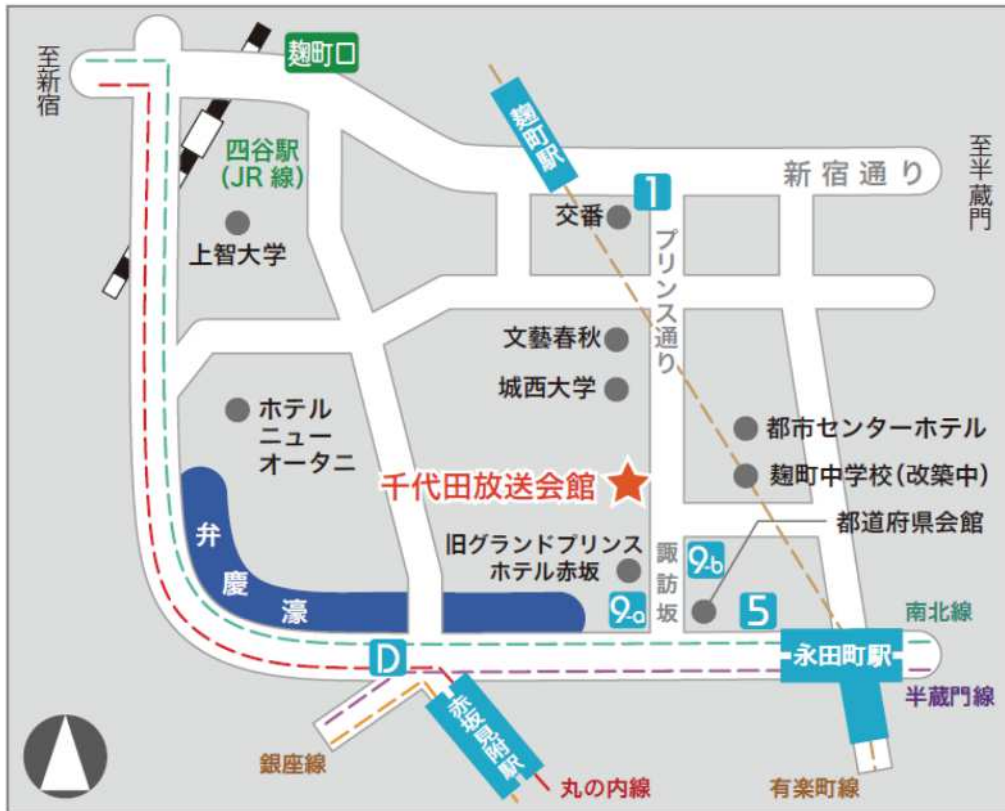 至新宿
麹町口
麹町駅
四谷駅
(JR 線)
至半蔵門
新宿通り
1
交番
上智大学
プリンス通り
文藝春秋
城西大学
ホテル
ニュー
オータニ
都市センターホテル
麹町中学校(改築中)
千代田放送会館
都道府県会館
弁慶濠
旧グランドプリンス
ホテル赤坂
諏訪坂
9-b
9-a
5
南北線
D
永田町駅
半蔵門線
赤坂見附駅
銀座線
丸の内線
有楽町線